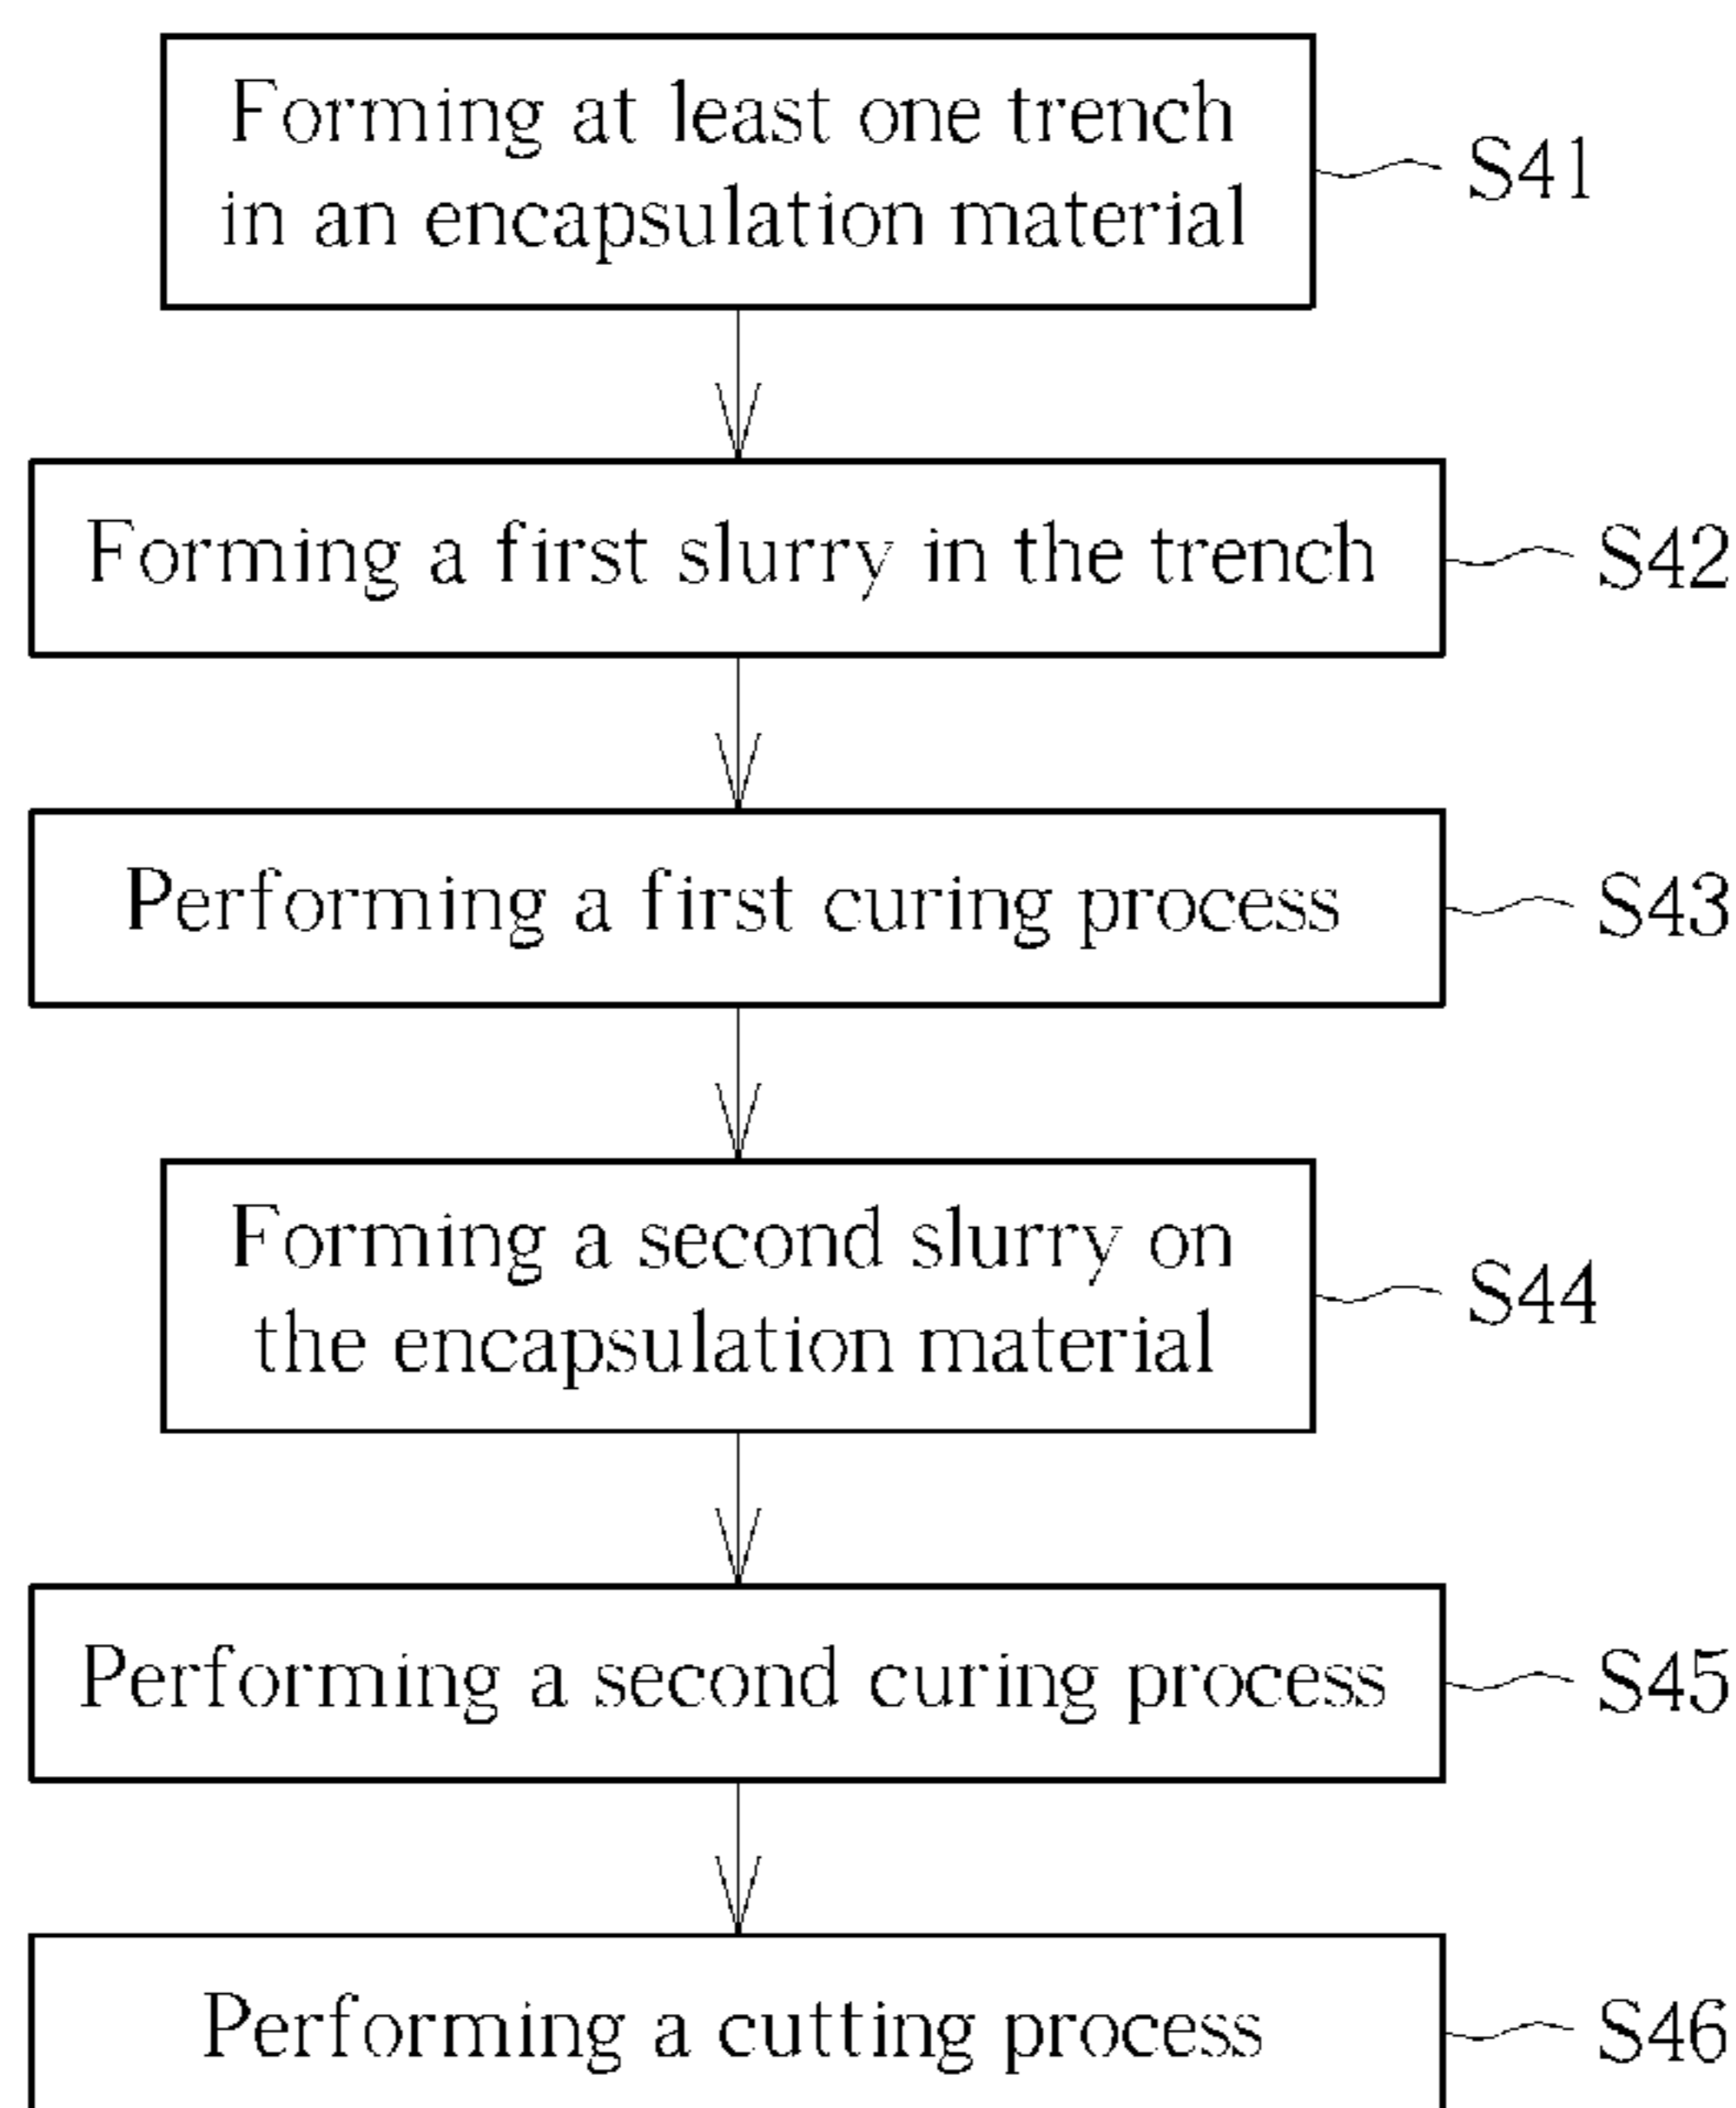 Forming at least one trench
in an encapsulation material
S41
Forming a first slurry in the trench
S42
Performing a first curing process
S43
Forming a second slurry on
the encapsulation material
S44
Performing a second curing process
S45
Performing a cutting process
S46